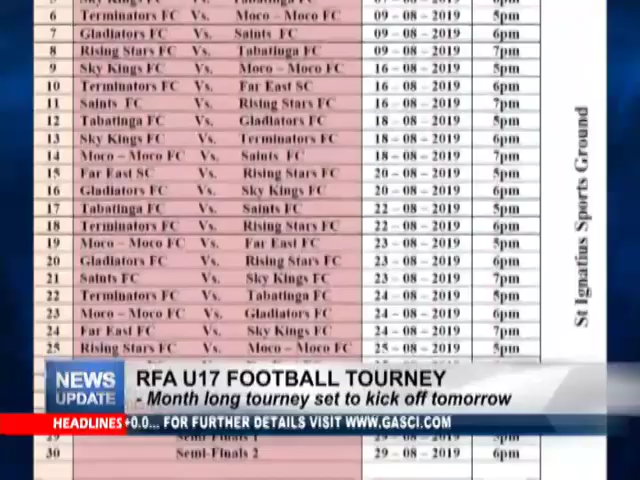 6 Terminators FC Vs. Moco – Moco FC 09 – 08 – 2019 6pm
7 Gladiators FC Vs. Saints FC 09 – 08 – 2019 6pm
8 Rising Stars FC Vs. Tabatinga FC 09 – 08 – 2019 7pm
9 Sky Kings FC Vs. Moco – Moco FC 16 – 08 – 2019 5pm
10 Terminators FC Vs. Far East SC 16 – 08 – 2019 6pm
11 Saints FC Vs. Rising Stars FC 16 – 08 – 2019 7pm
12 Tabatinga FC Vs. Gladiators FC 18 – 08 – 2019 5pm
13 Sky Kings FC Vs. Terminators FC 18 – 08 – 2019 6pm
14 Moco – Moco FC Vs. Saints FC 18 – 08 – 2019 7pm
15 Far East SC Vs. Rising Stars FC 20 – 08 – 2019 5pm
16 Gladiators FC Vs. Sky Kings FC 20 – 08 – 2019 6pm
17 Tabatinga FC Vs. Saints FC 22 – 08 – 2019 5pm
18 Terminators FC Vs. Rising Stars FC 22 – 08 – 2019 6pm
19 Moco – Moco FC Vs. Far East FC 23 – 08 – 2019 5pm
20 Gladiators FC Vs. Rising Stars FC 23 – 08 – 2019 6pm
21 Saints FC Vs. Sky Kings FC 23 – 08 – 2019 7pm
22 Terminators FC Vs. Tabatinga FC 24 – 08 – 2019 5pm
23 Moco – Moco FC Vs. Gladiators FC 24 – 08 – 2019 6pm
24 Far East FC Vs. Sky Kings FC 24 – 08 – 2019 7pm
25 Rising Stars FC Vs. Moco – Moco FC 25 – 08 – 2019 5pm
St Ignatius Sports Ground
NEWS UPDATE
RFA U17 FOOTBALL TOURNEY
- Month long tourney set to kick off tomorrow
HEADLINES +0.0... FOR FURTHER DETAILS VISIT WWW.GASCI.COM
29 Semi-Finals 1 29 – 08 – 2019 5pm
30 Semi-Finals 2 29 – 08 – 2019 6pm